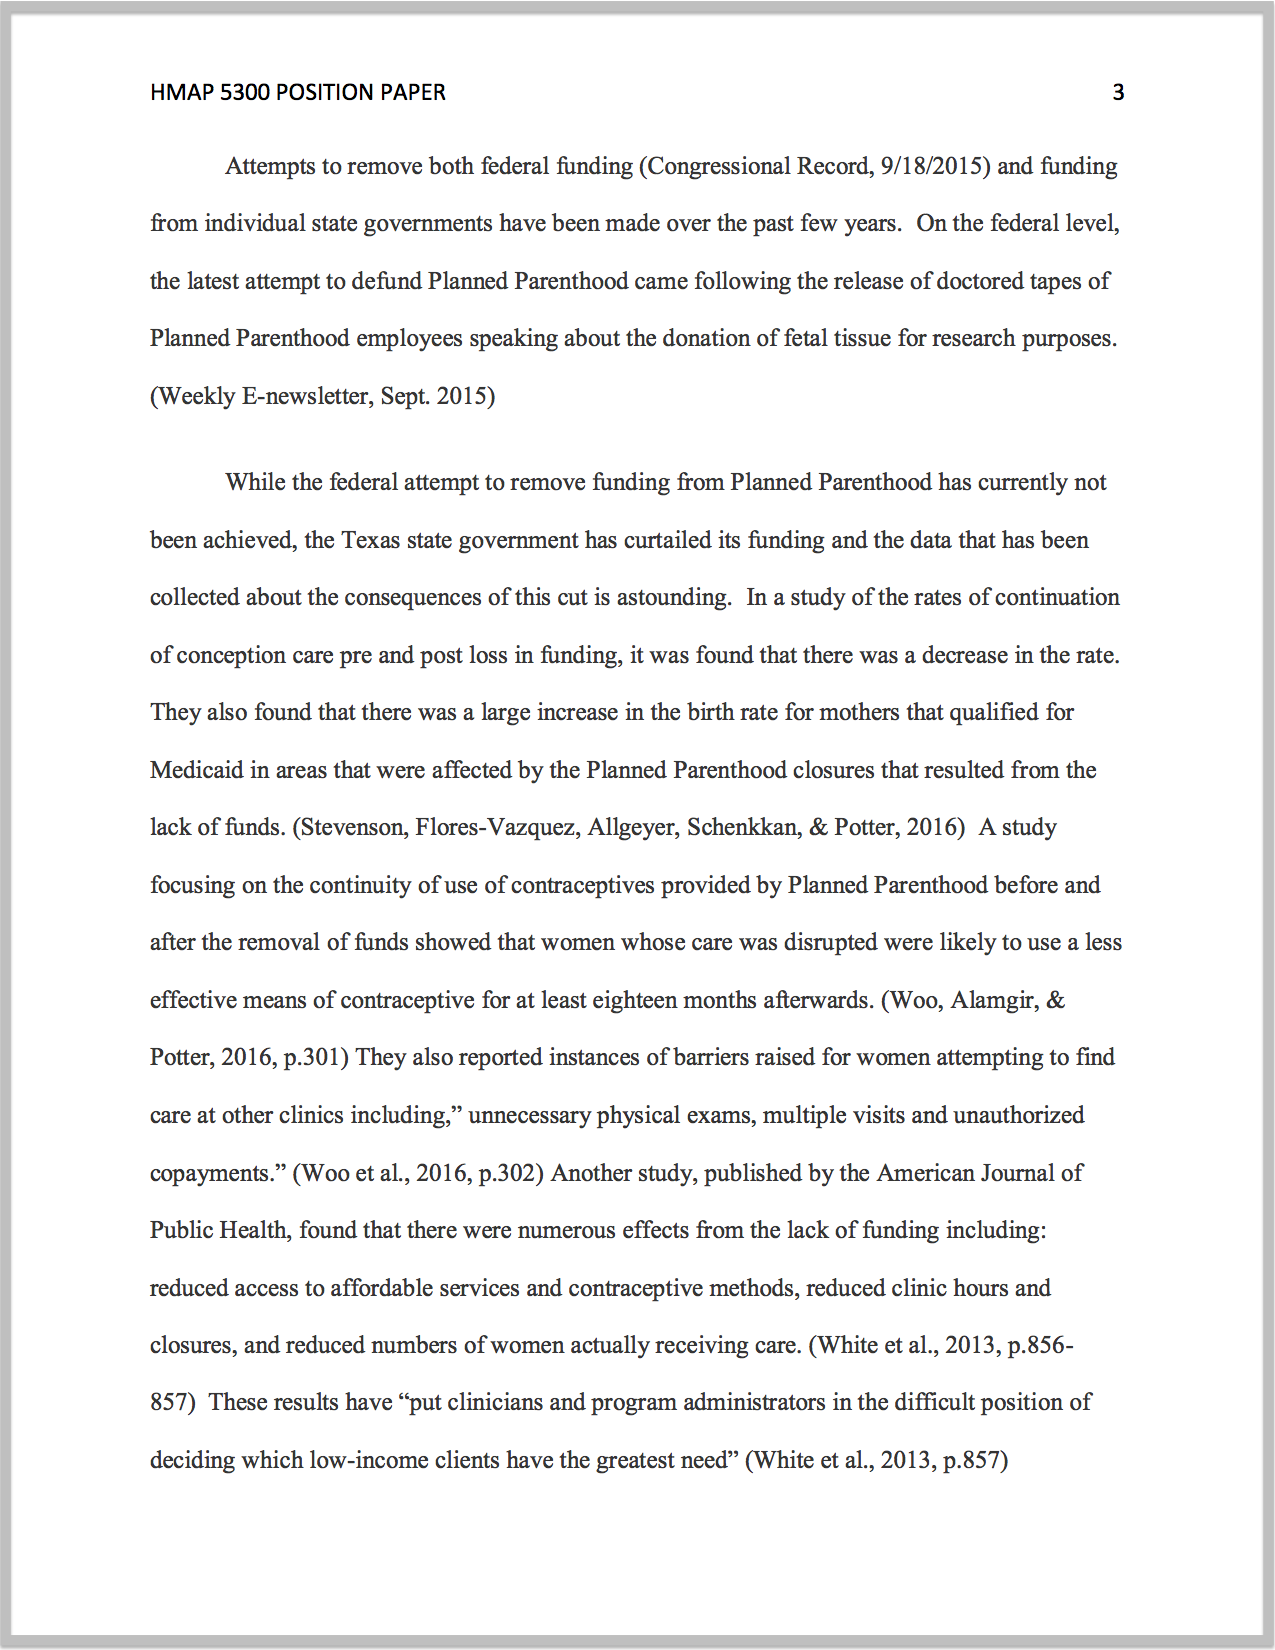 HMAP 5300 POSITION PAPER 3
Attempts to remove both federal funding (Congressional Record, 9/18/2015) and funding
from individual state governments have been made over the past few years.  On the federal level,
the latest attempt to defund Planned Parenthood came following the release of doctored tapes of
Planned Parenthood employees speaking about the donation of fetal tissue for research purposes.
(Weekly E-newsletter, Sept. 2015)
While the federal attempt to remove funding from Planned Parenthood has currently not
been achieved, the Texas state government has curtailed its funding and the data that has been
collected about the consequences of this cut is astounding.  In a study of the rates of continuation
of conception care pre and post loss in funding, it was found that there was a decrease in the rate.
They also found that there was a large increase in the birth rate for mothers that qualified for
Medicaid in areas that were affected by the Planned Parenthood closures that resulted from the
lack of funds. (Stevenson, Flores-Vazquez, Allgeyer, Schenkkan, & Potter, 2016)  A study
focusing on the continuity of use of contraceptives provided by Planned Parenthood before and
after the removal of funds showed that women whose care was disrupted were likely to use a less
effective means of contraceptive for at least eighteen months afterwards. (Woo, Alamgir, &
Potter, 2016, p.301) They also reported instances of barriers raised for women attempting to find
care at other clinics including,” unnecessary physical exams, multiple visits and unauthorized
copayments.” (Woo et al., 2016, p.302) Another study, published by the American Journal of
Public Health, found that there were numerous effects from the lack of funding including:
reduced access to affordable services and contraceptive methods, reduced clinic hours and
closures, and reduced numbers of women actually receiving care. (White et al., 2013, p.856-
857)  These results have “put clinicians and program administrators in the difficult position of
deciding which low-income clients have the greatest need” (White et al., 2013, p.857)